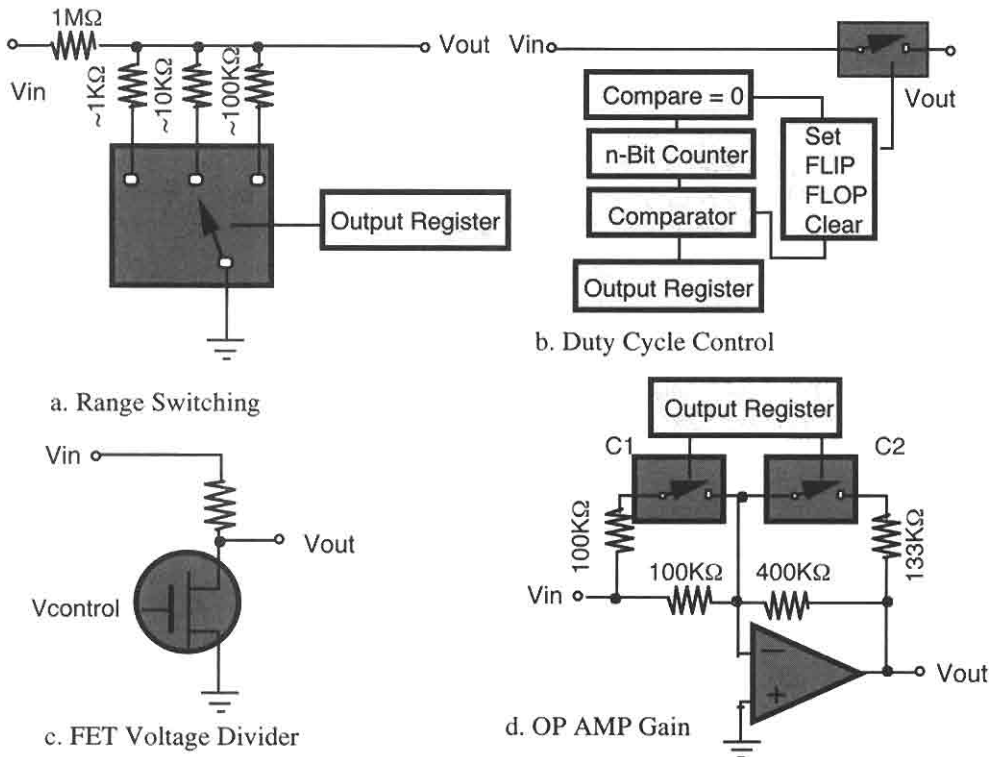 1MΩ
Vin
Vout
~1KΩ
~10KΩ
~100KΩ
Output Register
a. Range Switching
Vin
Vout
Compare = 0
n-Bit Counter
Comparator
Output Register
Set
FLIP
FLOP
Clear
b. Duty Cycle Control
Vin
Vout
Vcontrol
c. FET Voltage Divider
Output Register
C1
C2
100KΩ
133KΩ
100KΩ
400KΩ
Vin
−
+
Vout
d. OP AMP Gain